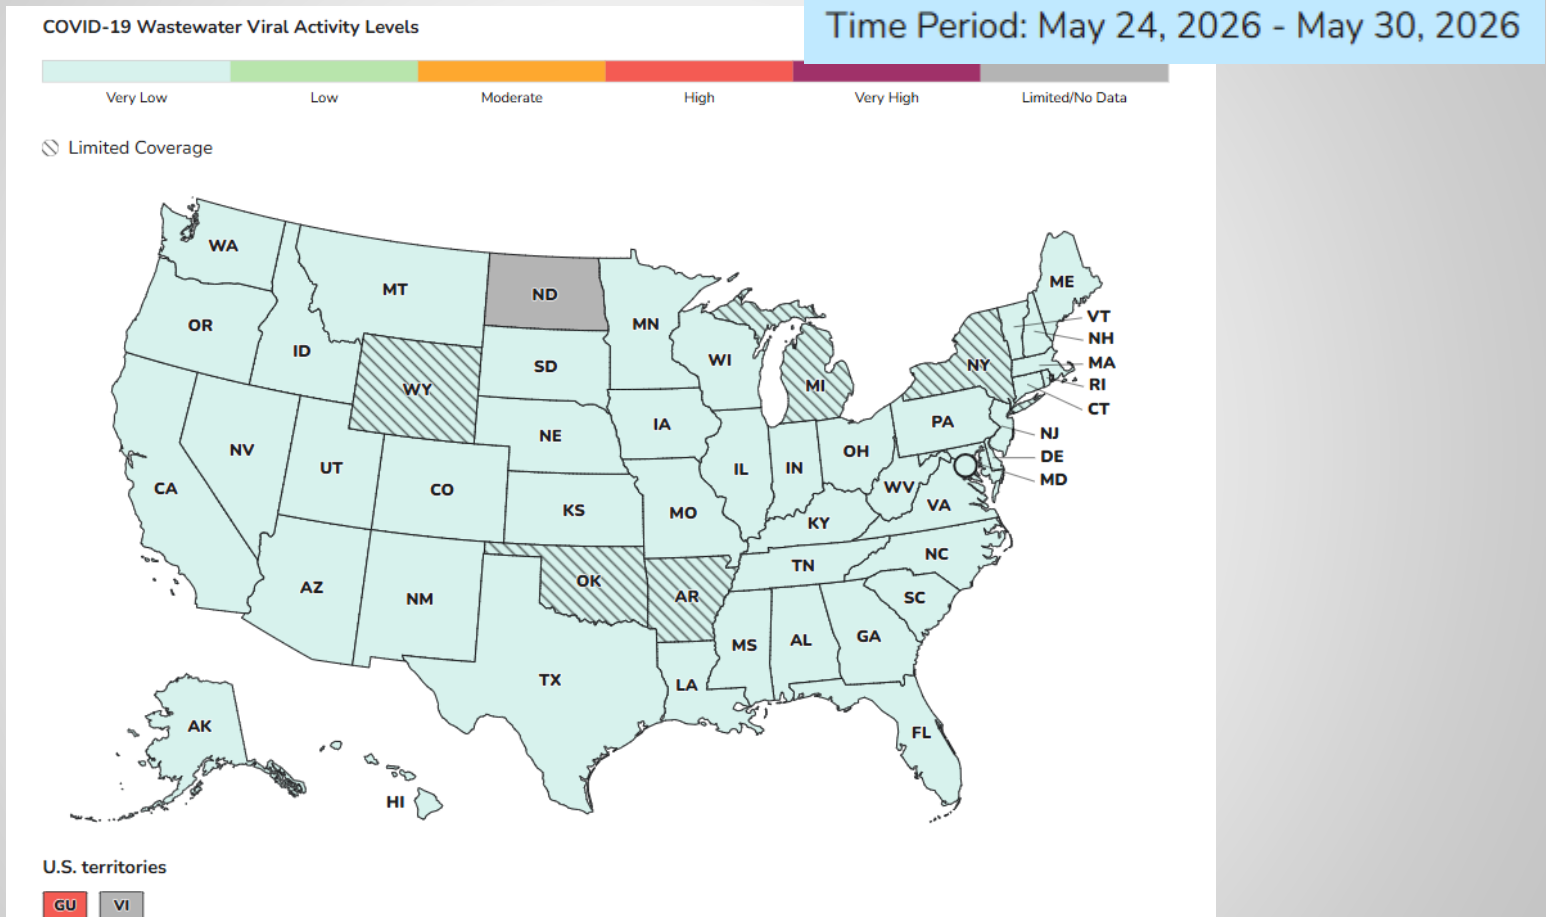 COVID-19 Wastewater Viral Activity Levels
Time Period: May 24, 2026 - May 30, 2026
Very Low
Low
Moderate
High
Very High
Limited/No Data
Limited Coverage
WA
MT
ND
MN
ME
VT
NH
MA
RI
CT
OR
ID
WY
SD
WI
MI
NY
IA
NE
PA
NJ
DE
MD
NV
UT
CO
CA
KS
MO
IL
IN
OH
WV
VA
KY
NC
TN
AZ
NM
OK
AR
SC
MS
AL
GA
TX
LA
FL
AK
HI
U.S. territories
GU
VI